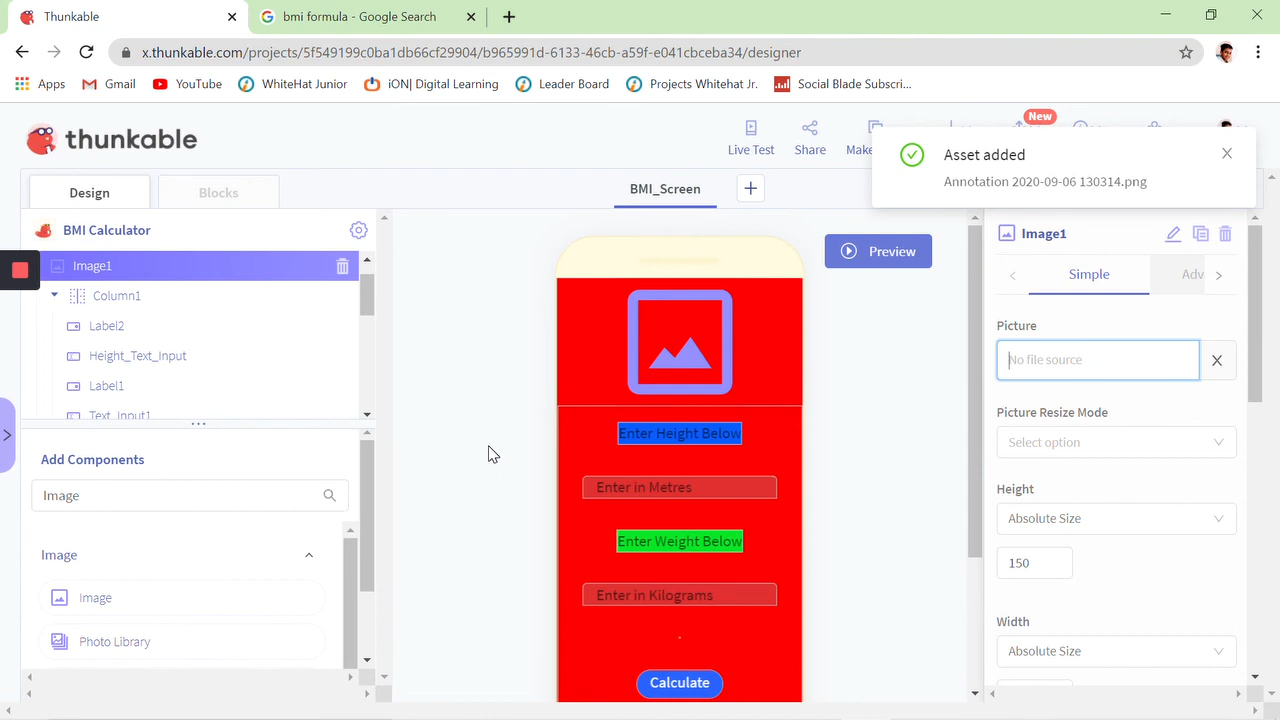 Thunkable
bmi formula - Google Search
x.thunkable.com/projects/5f549199c0ba1db66cf29904/b965991d-6133-46cb-a59f-e041cbceba34/designer
Apps
Gmail
YouTube
WhiteHat Junior
iON| Digital Learning
Leader Board
Projects Whitehat Jr.
Social Blade Subscri...
thunkable
Live Test
Share
Make
New
Asset added
Annotation 2020-09-06 130314.png
Design
Blocks
BMI_Screen
BMI Calculator
Image1
Column1
Label2
Height_Text_Input
Label1
Text_Input1
Add Components
Image
Image
Image
Photo Library
Preview
Enter Height Below
Enter in Metres
Enter Weight Below
Enter in Kilograms
Calculate
Image1
Simple
Adv
Picture
No file source
Picture Resize Mode
Select option
Height
Absolute Size
150
Width
Absolute Size